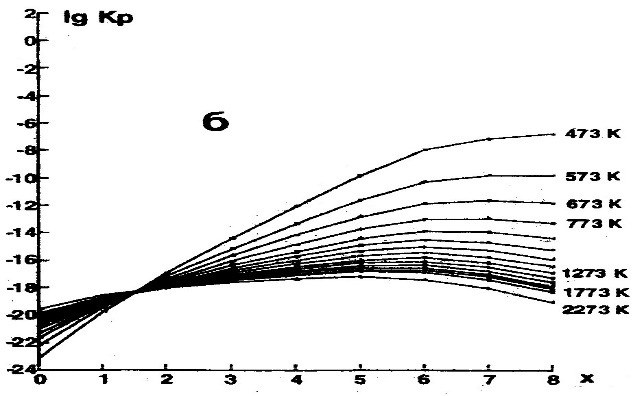 lg Kp
2
0
-2
-4
-6
-8
-10
-12
-14
-16
-18
-20
-22
-24
б
473 K
573 K
673 K
773 K
1273 K
1773 K
2273 K
0 1 2 3 4 5 6 7 8 x